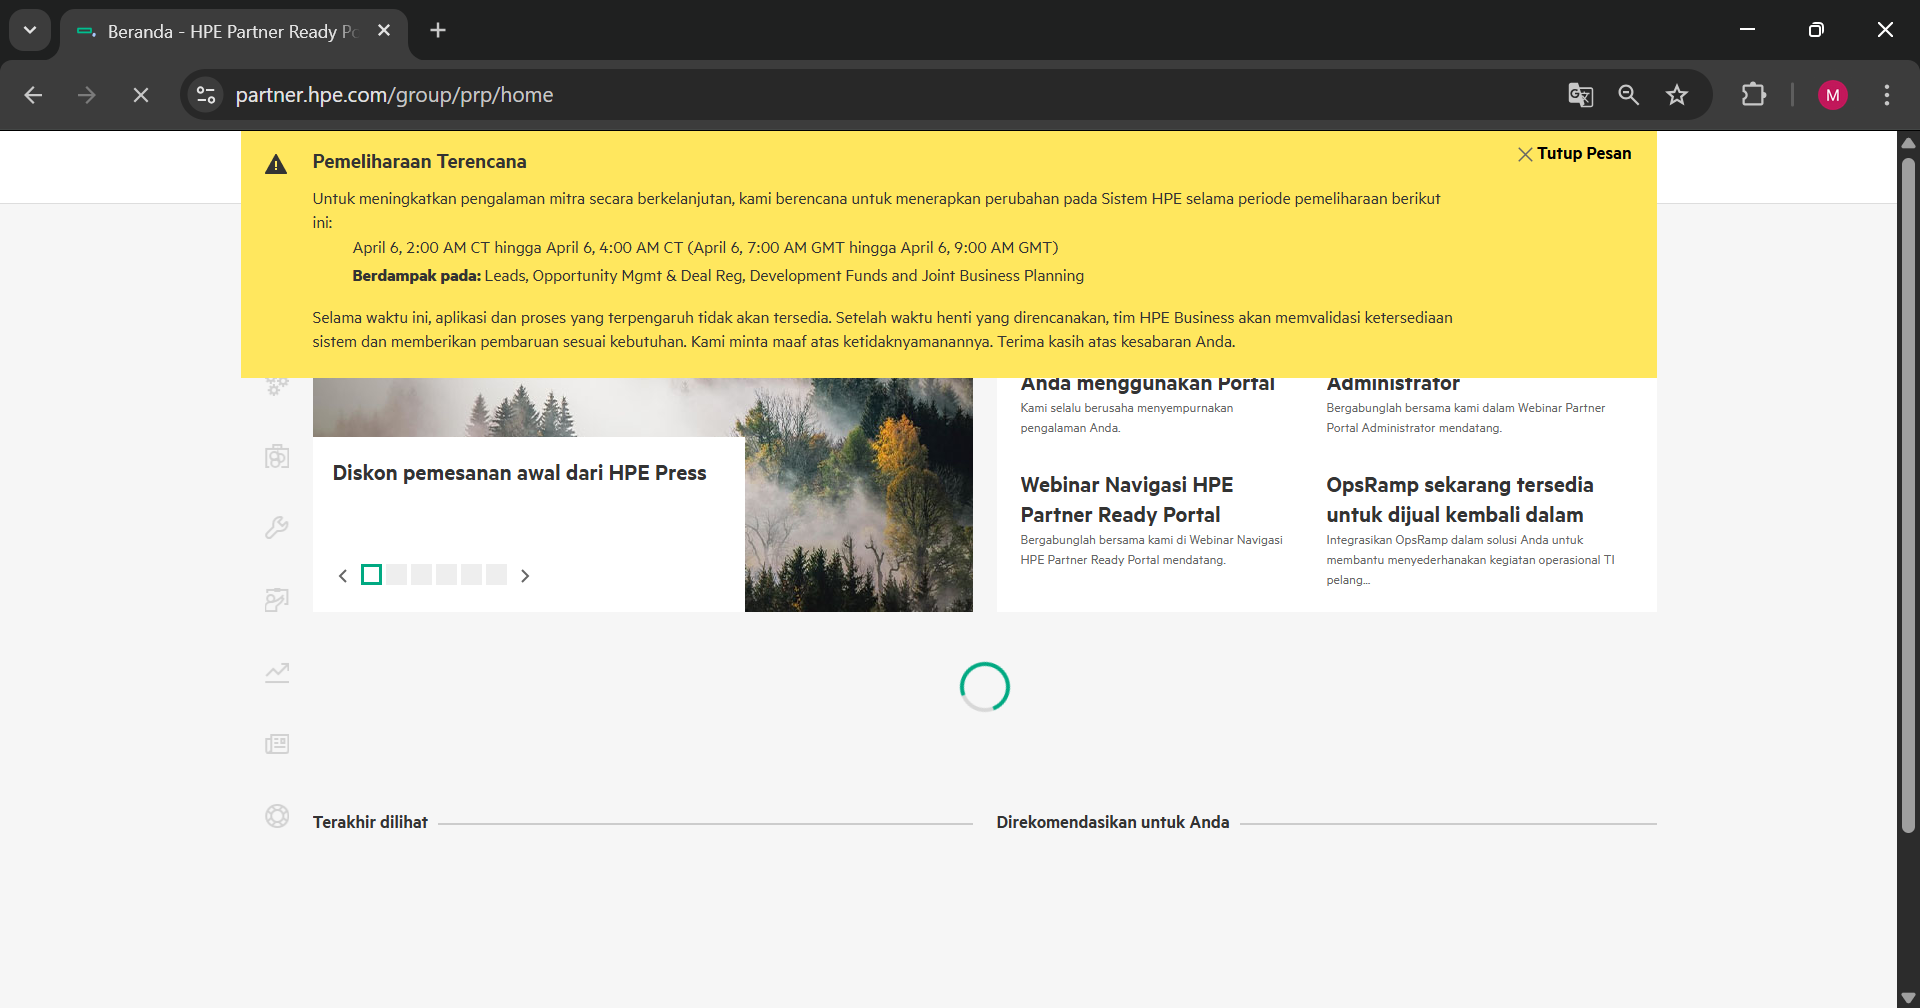 Beranda - HPE Partner Ready Po
partner.hpe.com/group/prp/home
M
Pemeliharaan Terencana
Tutup Pesan
Untuk meningkatkan pengalaman mitra secara berkelanjutan, kami berencana untuk menerapkan perubahan pada Sistem HPE selama periode pemeliharaan berikut
ini:
April 6, 2:00 AM CT hingga April 6, 4:00 AM CT (April 6, 7:00 AM GMT hingga April 6, 9:00 AM GMT)
Berdampak pada: Leads, Opportunity Mgmt & Deal Reg, Development Funds and Joint Business Planning
Selama waktu ini, aplikasi dan proses yang terpengaruh tidak akan tersedia. Setelah waktu henti yang direncanakan, tim HPE Business akan memvalidasi ketersediaan
sistem dan memberikan pembaruan sesuai kebutuhan. Kami minta maaf atas ketidaknyamanannya. Terima kasih atas kesabaran Anda.
Diskon pemesanan awal dari HPE Press
Anda menggunakan Portal
Kami selalu berusaha menyempurnakan
pengalaman Anda.
Administrator
Bergabunglah bersama kami dalam Webinar Partner
Portal Administrator mendatang.
Webinar Navigasi HPE
Partner Ready Portal
Bergabunglah bersama kami di Webinar Navigasi
HPE Partner Ready Portal mendatang.
OpsRamp sekarang tersedia
untuk dijual kembali dalam
Integrasikan OpsRamp dalam solusi Anda untuk
membantu menyederhanakan kegiatan operasional TI
pelang...
Terakhir dilihat
Direkomendasikan untuk Anda